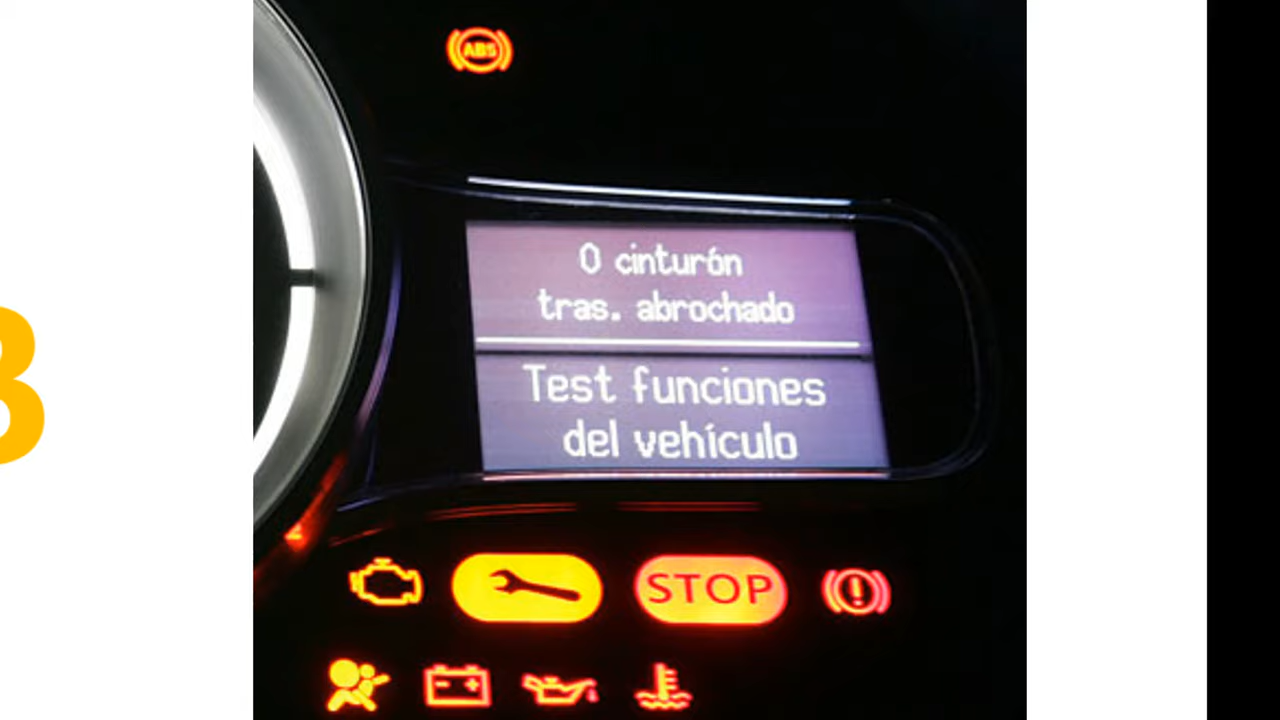 ABS
0 cinturón
tras. abrochado
Test funciones
del vehículo
STOP